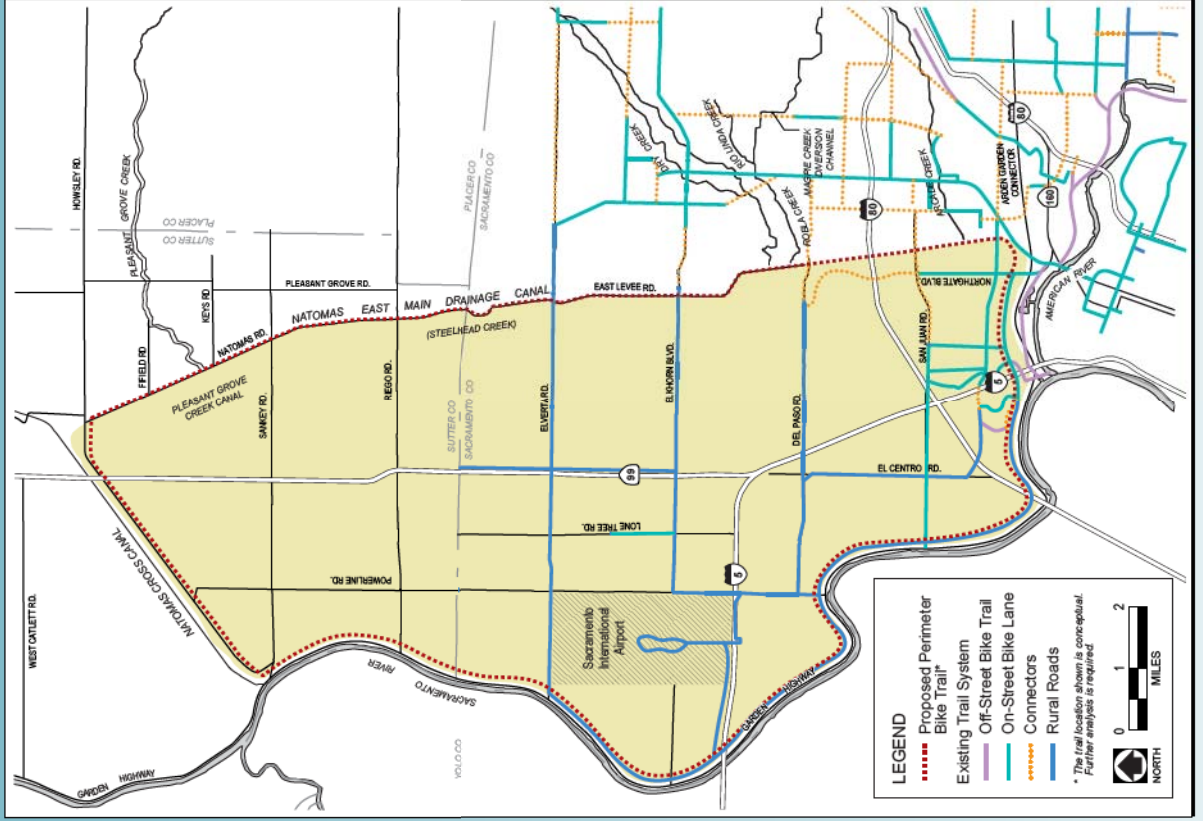 WEST CATLETT RD.
HOWSLEY RD.
PLEASANT GROVE CREEK
PLACER CO
SUTTER CO
FIFIELD RD
KEYS RD
NATOMAS RD.
PLEASANT GROVE
CREEK CANAL
SANKEY RD.
PLEASANT GROVE RD.
NATOMAS EAST MAIN DRAINAGE CANAL
(STEELHEAD CREEK)
RIEGO RD.
NATOMAS CROSS CANAL
POWERLINE RD.
GARDEN HIGHWAY
SACRAMENTO
RIVER
YOLO CO
SUTTER CO
SACRAMENTO CO
PLACER CO
SACRAMENTO CO
ELVERTA RD.
EAST LEVEE RD.
ELKHORN BLVD.
99
LONE TREE RD.
Sacramento
International
Airport
5
DRY CREEK
RIO LINDA CREEK
MAGPIE CREEK
DIVERSION
CHANNEL
ROBLA CREEK
DEL PASO RD.
80
EL CENTRO RD.
SAN JUAN RD.
NORTHGATE BLVD
ARCADE CREEK
ARDEN GARDEN
CONNECTOR
80
160
AMERICAN RIVER
5
GARDEN HIGHWAY
LEGEND
Proposed Perimeter
Bike Trail*
Existing Trail System
Off-Street Bike Trail
On-Street Bike Lane
Connectors
Rural Roads
* The trail location shown is conceptual.
Further analysis is required.
NORTH
0 1 2
MILES